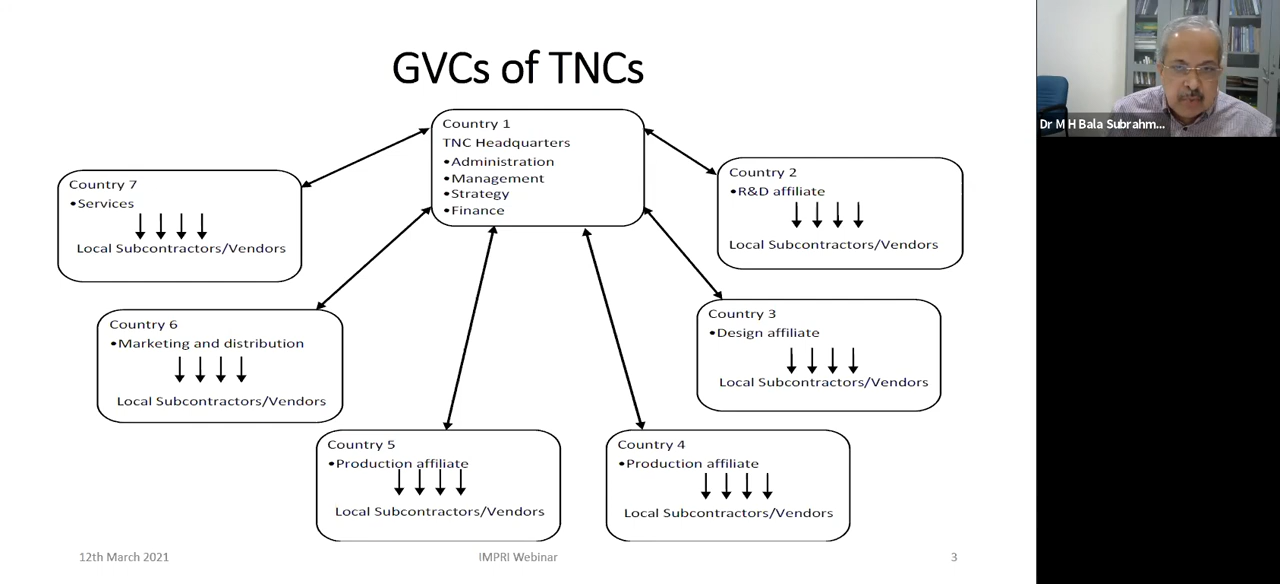 GVCs of TNCs
Country 1
TNC Headquarters
•Administration
•Management
•Strategy
•Finance
Country 2
•R&D affiliate
Local Subcontractors/Vendors
Country 3
•Design affiliate
Local Subcontractors/Vendors
Country 4
•Production affiliate
Local Subcontractors/Vendors
Country 5
•Production affiliate
Local Subcontractors/Vendors
Country 6
•Marketing and distribution
Local Subcontractors/Vendors
Country 7
•Services
Local Subcontractors/Vendors
12th March 2021
IMPRI Webinar
3
Dr M H Bala Subrahm...